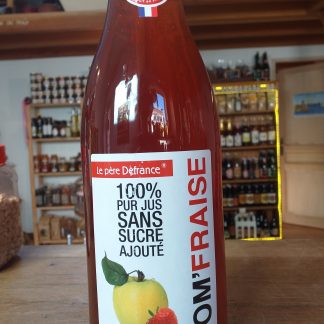 Le père Défrance
100%
PUR JUS
SANS
SUCRE
AJOUTÉ
OM'FRAISE